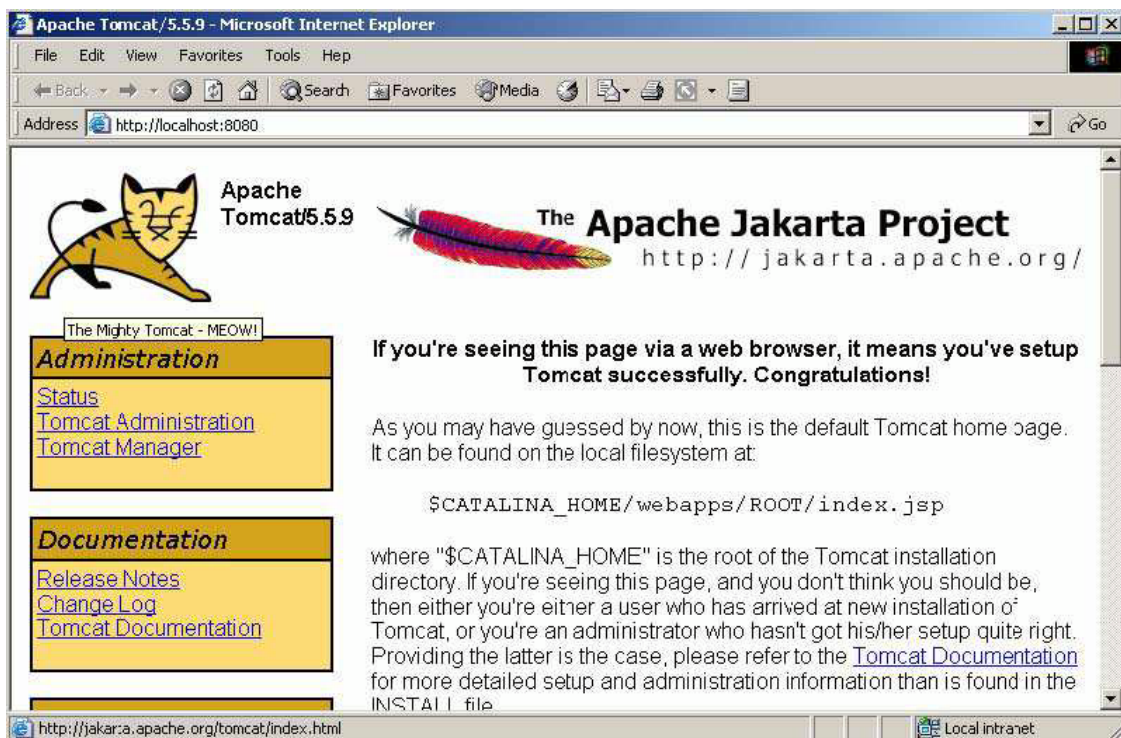 Apache Tomcat/5.5.9 - Microsoft Internet Explorer
File Edit View Favorites Tools Help
Back Search Favorites Media
Address http://localhost:8080 Go
Apache
Tomcat/5.5.9
The Apache Jakarta Project
http://jakarta.apache.org/
The Mighty Tomcat - MEOW!
Administration
Status
Tomcat Administration
Tomcat Manager
Documentation
Release Notes
Change Log
Tomcat Documentation
If you're seeing this page via a web browser, it means you've setup
Tomcat successfully. Congratulations!
As you may have guessed by now, this is the default Tomcat home page.
It can be found on the local filesystem at:
$CATALINA_HOME/webapps/ROOT/index.jsp
where "$CATALINA_HOME" is the root of the Tomcat installation
directory. If you're seeing this page, and you don't think you should be,
then either you're either a user who has arrived at new installation of
Tomcat, or you're an administrator who hasn't got his/her setup quite right.
Providing the latter is the case, please refer to the Tomcat Documentation
for more detailed setup and administration information than is found in the
INSTALL file.
http://jakarta.apache.org/tomcat/index.html Local intranet